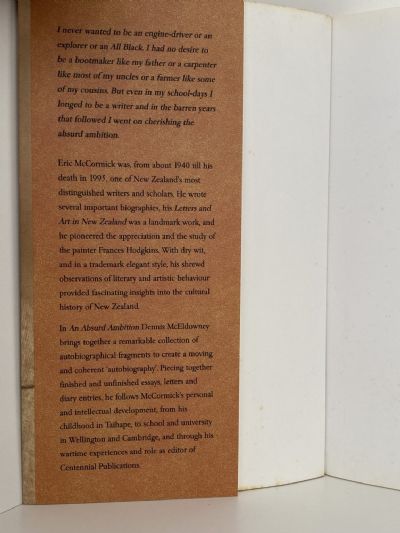 I never wanted to be an engine-driver or an
explorer or an All Black. I had no desire to
be a bootmaker like my father or a carpenter
like most of my uncles or a farmer like some
of my cousins. But even in my school-days I
longed to be a writer and in the barren years
that followed I went on cherishing the
absurd ambition.
Eric McCormick was, from about 1940 till his
death in 1995, one of New Zealand's most
distinguished writers and scholars. He wrote
several important biographies, his Letters and
Art in New Zealand was a landmark work, and
he pioneered the appreciation and the study of
the painter Frances Hodgkins. With dry wit,
and in a trademark elegant style, his shrewd
observations of literary and artistic behaviour
provided fascinating insights into the cultural
history of New Zealand.
In An Absurd Ambition Dennis McEldowney
brings together a remarkable collection of
autobiographical fragments to create a moving
and coherent 'autobiography'. Piecing together
finished and unfinished essays, letters and
diary entries, he follows McCormick's personal
and intellectual development, from his
childhood in Taihape, to school and university
in Wellington and Cambridge, and through his
wartime experiences and role as editor of
Centennial Publications.